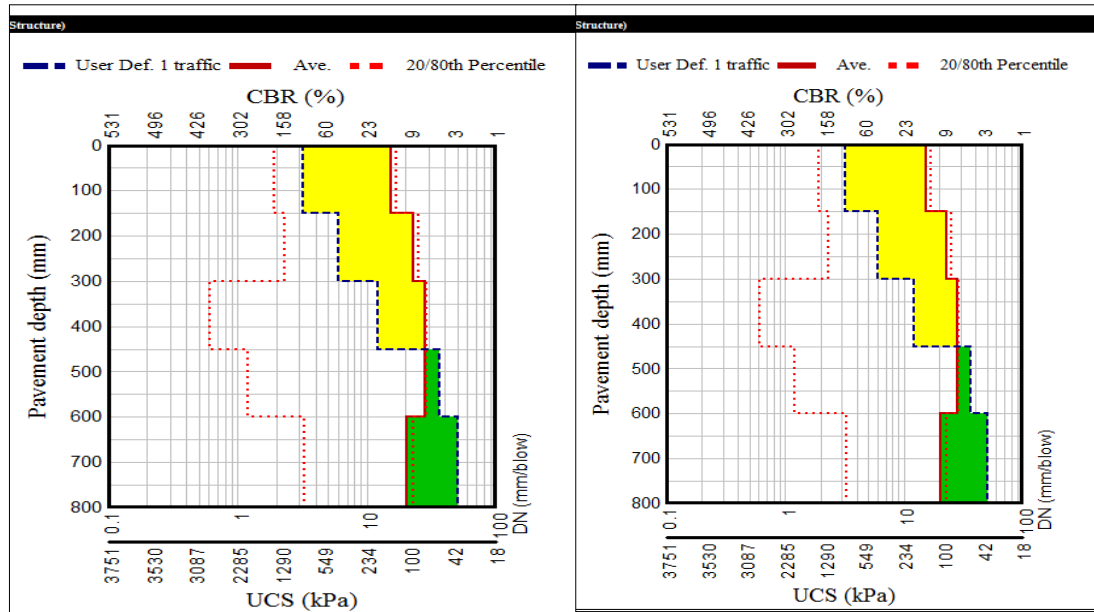 Structure)
User Def. 1 traffic Ave. 20/80th Percentile
CBR (%)
531 496 426 302 158 60 23 9 3 1
0
100
200
300
400
500
600
700
800
Pavement depth (mm)
0.1 1 10 100
DN (mm/blow)
3751 3530 3087 2285 1290 549 234 100 42 18
UCS (kPa)
Structure)
User Def. 1 traffic Ave. 20/80th Percentile
CBR (%)
531 496 426 302 158 60 23 9 3 1
0
100
200
300
400
500
600
700
800
Pavement depth (mm)
0.1 1 10 100
DN (mm/blow)
3751 3530 3087 2285 1290 549 234 100 42 18
UCS (kPa)